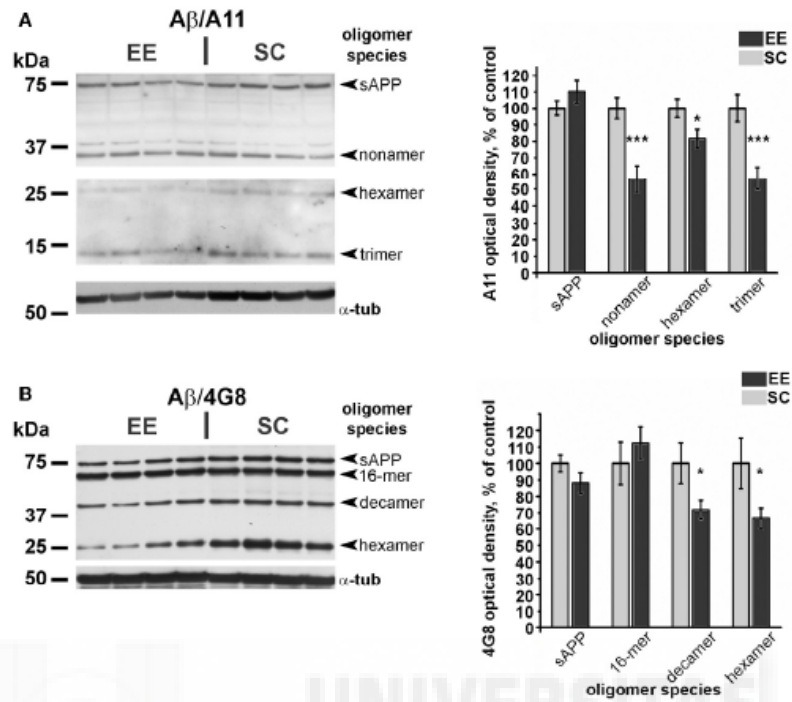 A
Aβ/A11
EE | SC
oligomer
species
kDa
75
37
25
15
50
sAPP
nonamer
hexamer
trimer
α-tub
EE
SC
A11 optical density, % of control
120
110
100
90
80
70
60
50
40
30
20
10
0
*** * ***
sAPP nonamer hexamer trimer
oligomer species
B
Aβ/4G8
EE | SC
oligomer
species
kDa
75
37
25
50
sAPP
16-mer
decamer
hexamer
α-tub
EE
SC
4G8 optical density, % of control
120
110
100
90
80
70
60
50
40
30
20
10
0
* *
sAPP 16-mer decamer hexamer
oligomer species